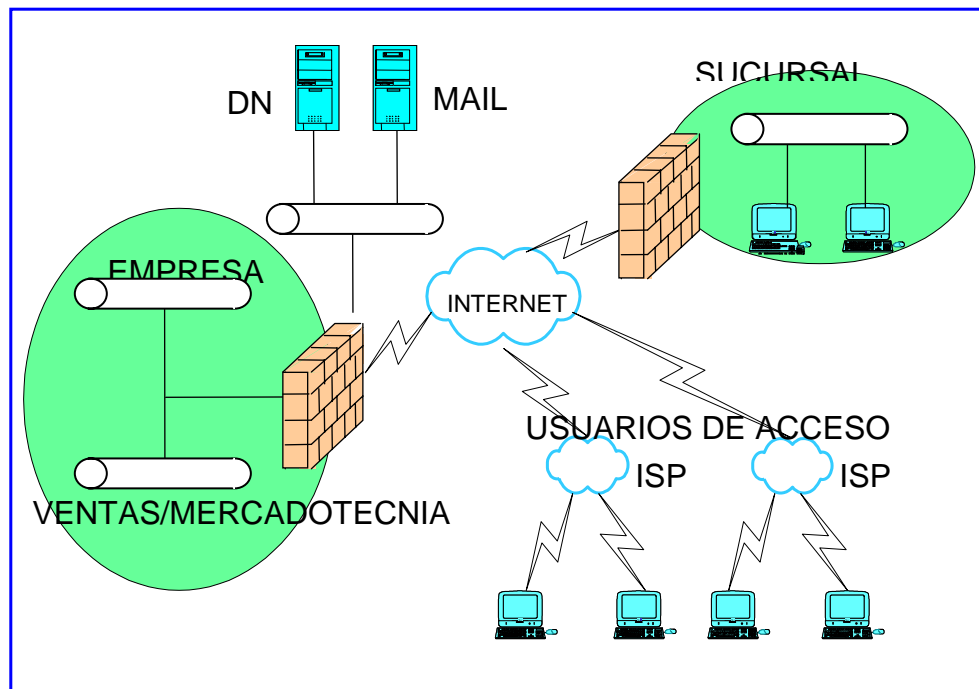 SUCURSAL
DN
MAIL
EMPRESA
INTERNET
USUARIOS DE ACCESO
ISP
ISP
VENTAS/MERCADOTECNIA